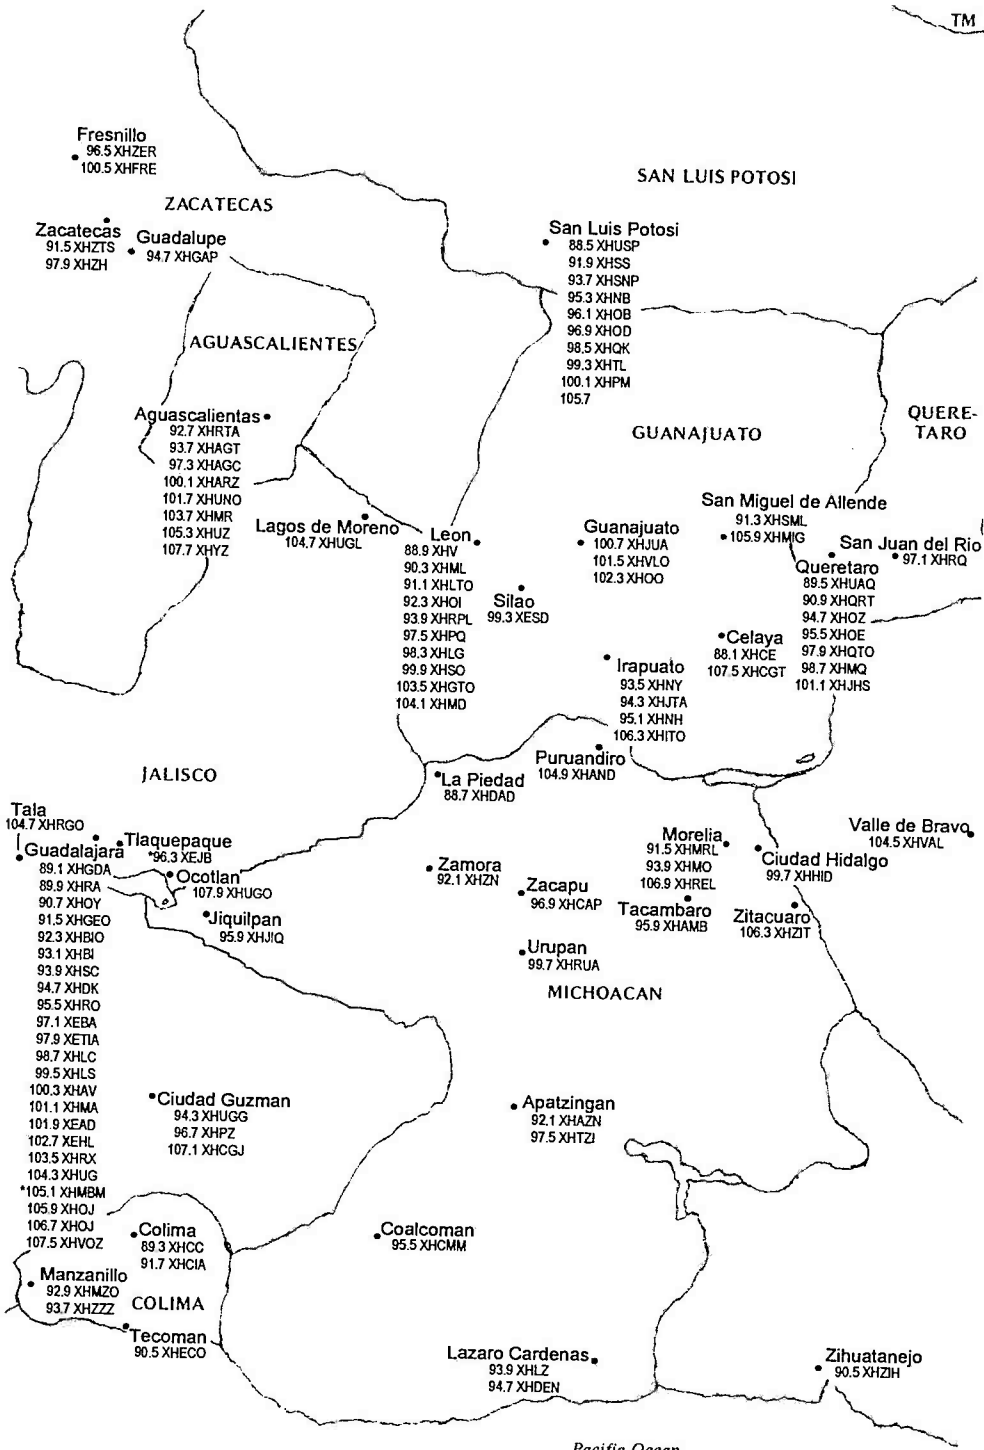 TM
Fresnillo
96.5 XHZER
100.5 XHFRE
SAN LUIS POTOSI
ZACATECAS
Zacatecas
91.5 XHZTS
97.9 XHZH
Guadalupe
94.7 XHGAP
San Luis Potosi
88.5 XHUSP
91.9 XHSS
93.7 XHSNP
95.3 XHNB
96.1 XHOB
96.9 XHOD
98.5 XHQK
99.3 XHTL
100.1 XHPM
105.7
AGUASCALIENTES
Aguascalientas
92.7 XHRTA
93.7 XHAGT
97.3 XHAGC
100.1 XHARZ
101.7 XHUNO
103.7 XHMR
105.3 XHUZ
107.7 XHYZ
GUANAJUATO
QUERE-
TARO
Lagos de Moreno
104.7 XHUGL
Leon
88.9 XHV
90.3 XHML
91.1 XHLTO
92.3 XHOI
93.9 XHRPL
97.5 XHPQ
98.3 XHLG
99.9 XHSO
103.5 XHGTO
104.1 XHMD
Silao
99.3 XESD
Guanajuato
100.7 XHJUA
101.5 XHVLO
102.3 XHOO
San Miguel de Allende
91.3 XHSML
105.9 XHMIG
San Juan del Rio
97.1 XHRQ
Queretaro
89.5 XHUAQ
90.9 XHQRT
94.7 XHOZ
95.5 XHOE
97.9 XHQTO
98.7 XHMQ
101.1 XHJHS
Celaya
88.1 XHCE
107.5 XHCGT
Irapuato
93.5 XHNY
94.3 XHJTA
95.1 XHNH
106.3 XHITO
JALISCO
La Piedad
88.7 XHDAD
Puruandiro
104.9 XHAND
Tala
104.7 XHRGO
Tlaquepaque
*96.3 XEJB
Guadalajara
89.1 XHGDA
89.9 XHRA
90.7 XHOY
91.5 XHGEO
92.3 XHBIO
93.1 XHBI
93.9 XHSC
94.7 XHDK
95.5 XHRO
97.1 XEBA
97.9 XETIA
98.7 XHLC
99.5 XHLS
100.3 XHAV
101.1 XHMA
101.9 XEAD
102.7 XEHL
103.5 XHRX
104.3 XHUG
*105.1 XHMBM
105.9 XHOJ
106.7 XHOJ
107.5 XHVOZ
Ocotlan
107.9 XHUGO
Jiquilpan
95.9 XHJIQ
Zamora
92.1 XHZN
Zacapu
96.9 XHCAP
Morelia
91.5 XHMRL
93.9 XHMO
106.9 XHREL
Tacambaro
95.9 XHAMB
Ciudad Hidalgo
99.7 XHHID
Valle de Bravo
104.5 XHVAL
Zitacuaro
106.3 XHZIT
Urupan
99.7 XHRUA
MICHOACAN
Ciudad Guzman
94.3 XHUGG
96.7 XHPZ
107.1 XHCGJ
Apatzingan
92.1 XHAZN
97.5 XHTZI
Colima
89.3 XHCC
91.7 XHCIA
Coalcoman
95.5 XHCMM
Manzanillo
92.9 XHMZO
93.7 XHZZZ
COLIMA
Tecoman
90.5 XHECO
Lazaro Cardenas
93.9 XHLZ
94.7 XHDEN
Zihuatanejo
90.5 XHZIH
Pacific Ocean